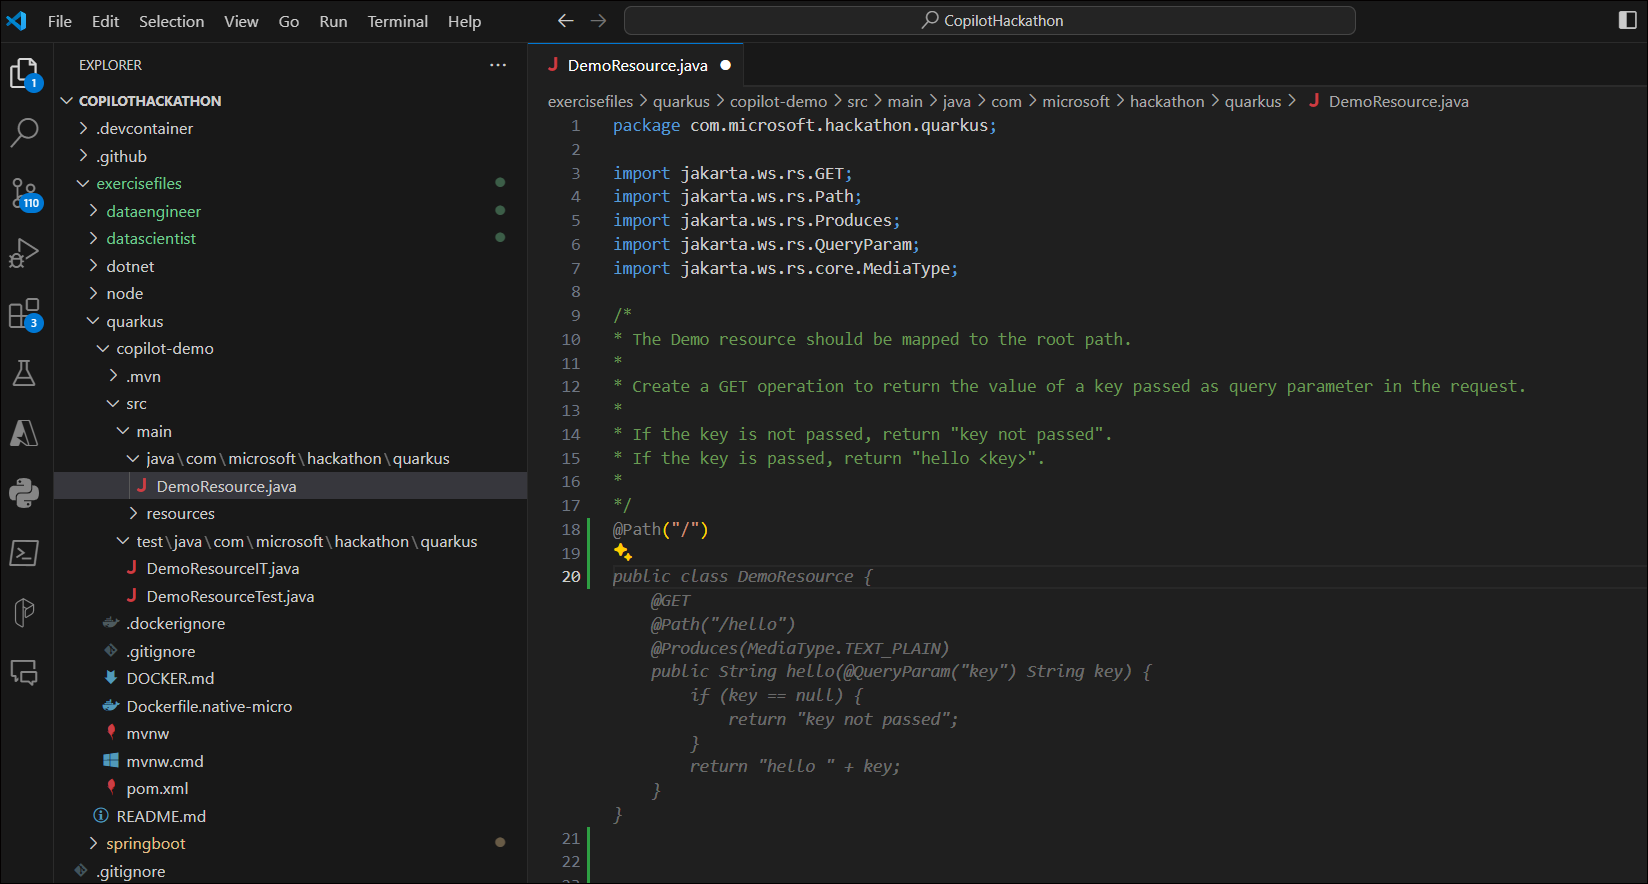 File Edit Selection View Go Run Terminal Help
CopilotHackathon
EXPLORER
COPILOTHACKATHON
.devcontainer
.github
exercisefiles
dataengineer
datascientist
dotnet
node
quarkus
copilot-demo
.mvn
src
main
java\com\microsoft\hackathon\quarkus
DemoResource.java
resources
test\java\com\microsoft\hackathon\quarkus
DemoResourceIT.java
DemoResourceTest.java
.dockerignore
.gitignore
DOCKER.md
Dockerfile.native-micro
mvnw
mvnw.cmd
pom.xml
README.md
springboot
.gitignore
1
110
3
DemoResource.java
exercisefiles > quarkus > copilot-demo > src > main > java > com > microsoft > hackathon > quarkus > DemoResource.java
1 package com.microsoft.hackathon.quarkus;
2
3 import jakarta.ws.rs.GET;
4 import jakarta.ws.rs.Path;
5 import jakarta.ws.rs.Produces;
6 import jakarta.ws.rs.QueryParam;
7 import jakarta.ws.rs.core.MediaType;
8
9 /*
10 * The Demo resource should be mapped to the root path.
11 *
12 * Create a GET operation to return the value of a key passed as query parameter in the request.
13 *
14 * If the key is not passed, return "key not passed".
15 * If the key is passed, return "hello <key>".
16 *
17 */
18 @Path("/")
19
20 public class DemoResource {
@GET
@Path("/hello")
@Produces(MediaType.TEXT_PLAIN)
public String hello(@QueryParam("key") String key) {
if (key == null) {
return "key not passed";
}
return "hello " + key;
}
}
21
22